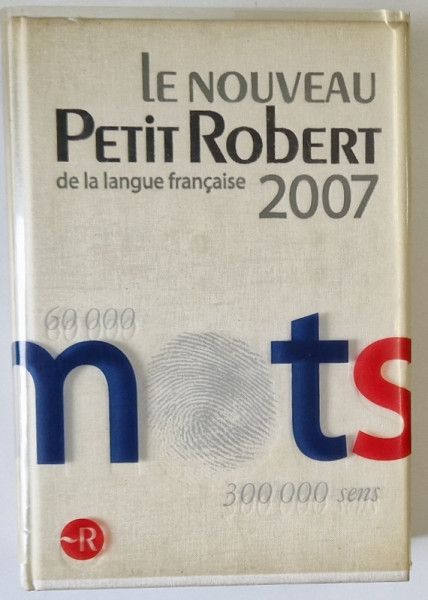 LE NOUVEAU
PETIT ROBERT
de la langue française
2007
60 000
mots
300 000 sens
R